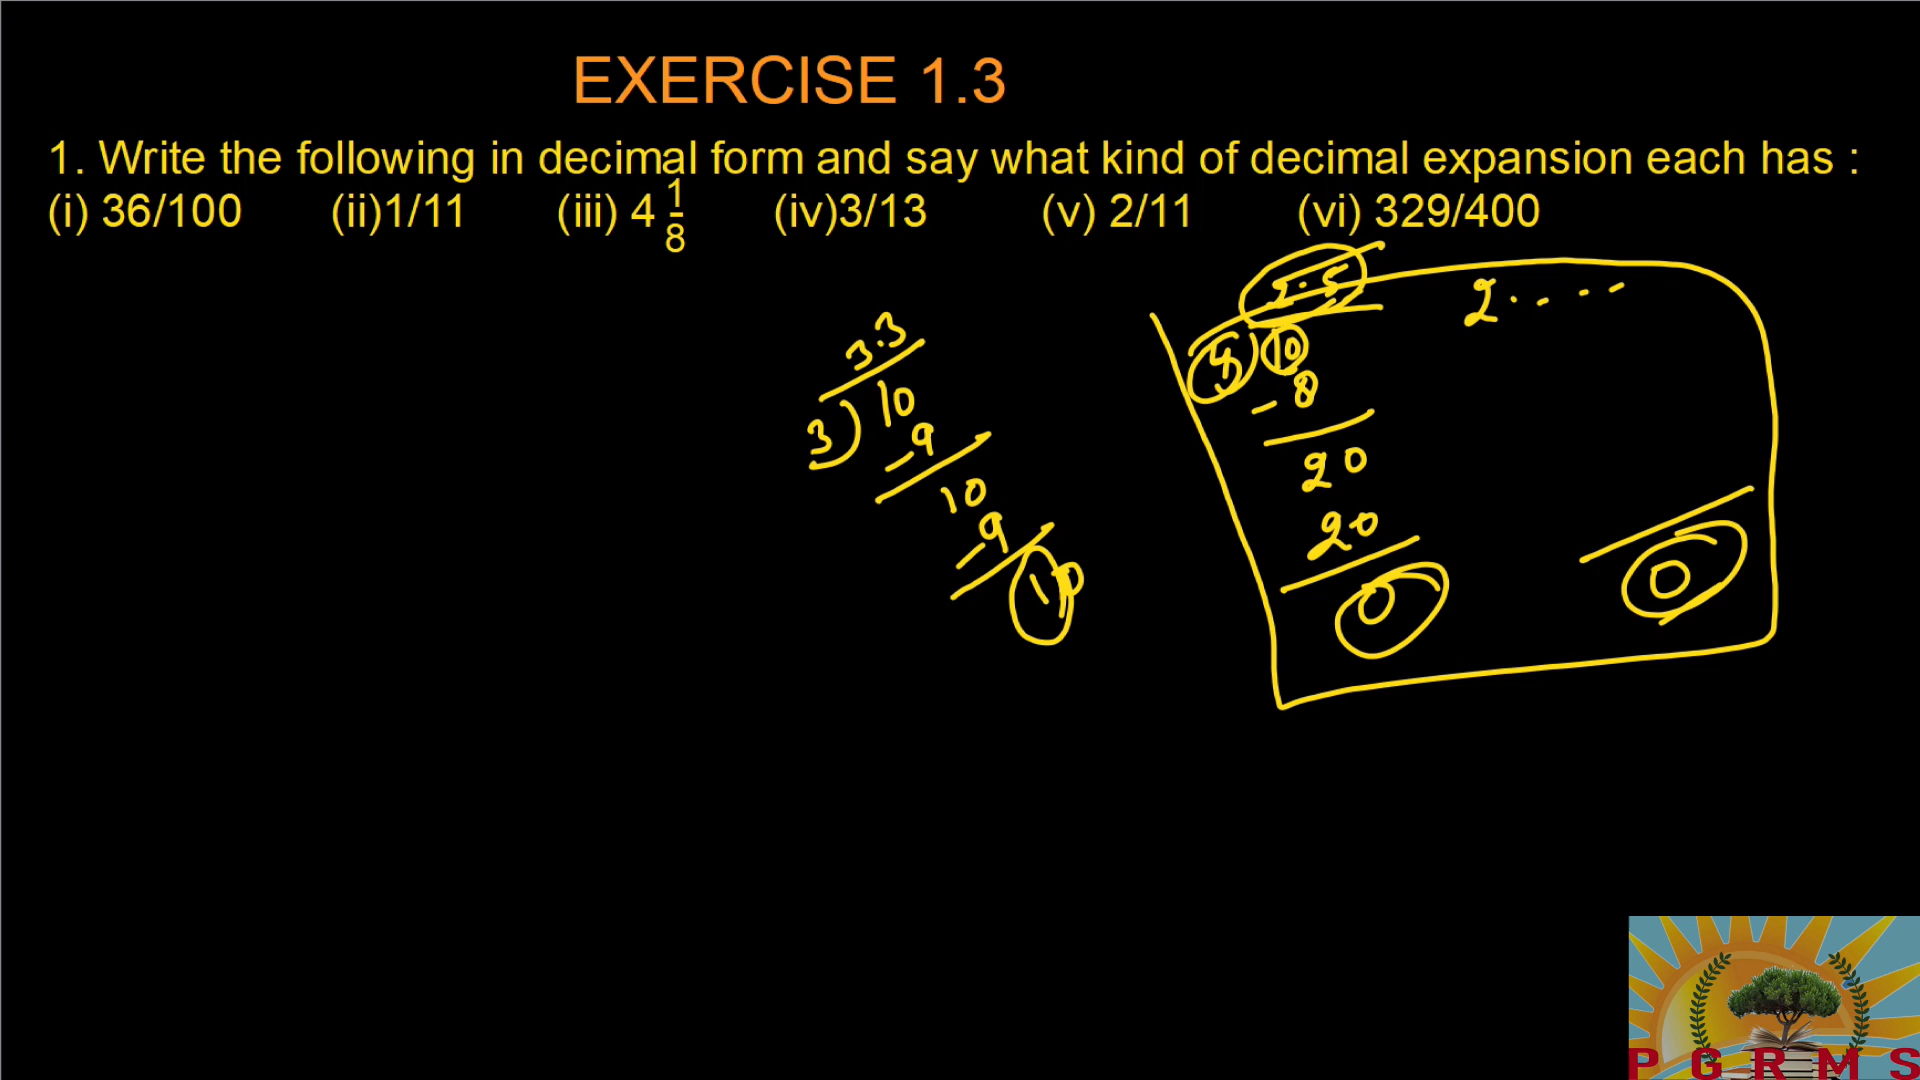 EXERCISE 1.3
1. Write the following in decimal form and say what kind of decimal expansion each has :
(i) 36/100 (ii)1/11 (iii) 4 1/8 (iv)3/13 (v) 2/11 (vi) 329/400
3.3
3) 10
- 9
10
- 9
10
2.5
4) 10
- 8
20
20
0
2. . . . .
0
P G R M S